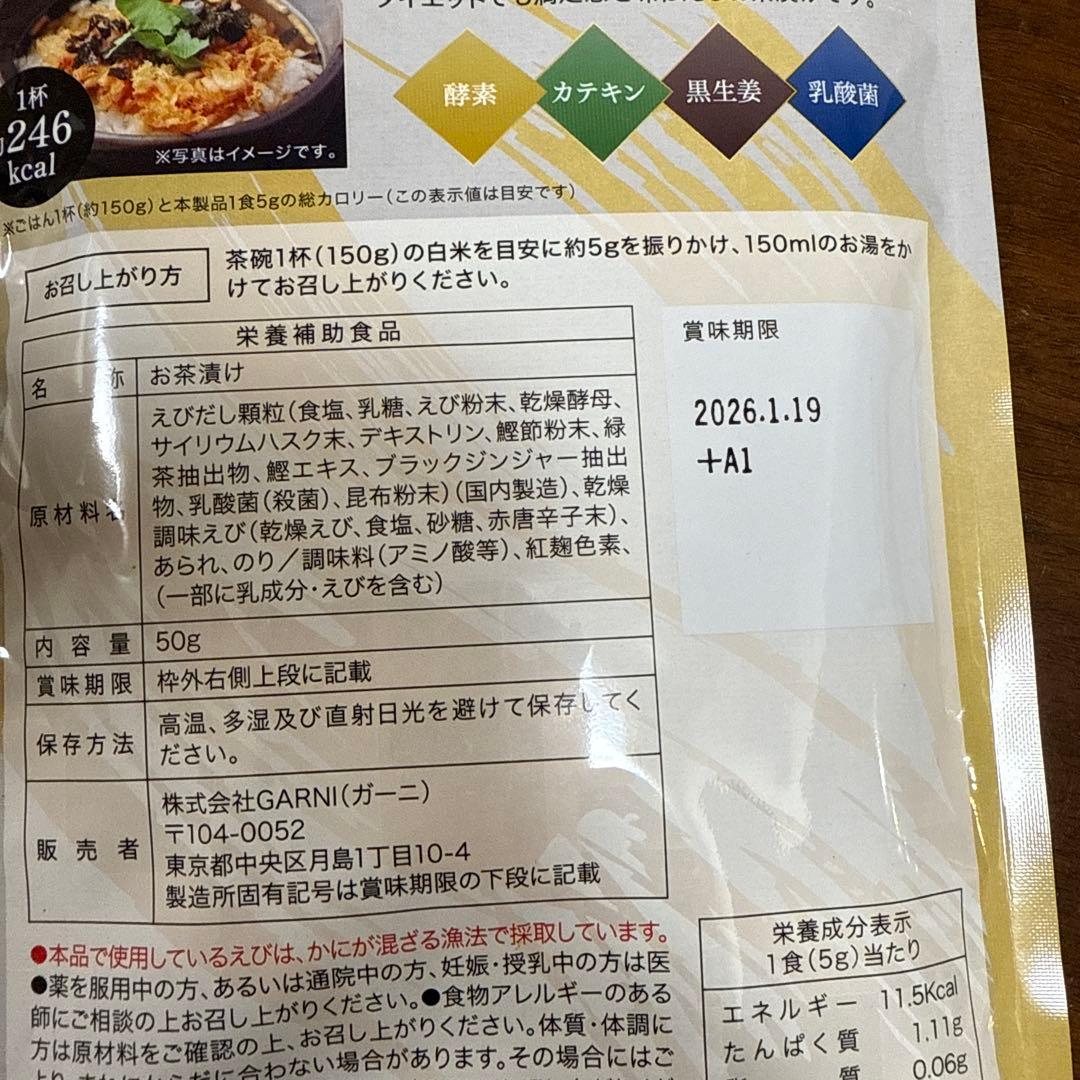 酵素
カテキン
黒生姜
乳酸菌
1杯
246
kcal
※写真はイメージです。
※ごはん1杯(約150g)と本製品1食5gの総カロリー(この表示値は目安です)
お召し上がり方
茶碗1杯(150g)の白米を目安に約5gを振りかけ、150mlのお湯をか
けてお召し上がりください。
栄養補助食品
名称
お茶漬け
原材料名
えびだし顆粒(食塩、乳糖、えび粉末、乾燥酵母、
サイリウムハスク末、デキストリン、鰹節粉末、緑
茶抽出物、鰹エキス、ブラックジンジャー抽出
物、乳酸菌(殺菌)、昆布粉末)(国内製造)、乾燥
調味えび(乾燥えび、食塩、砂糖、赤唐辛子末)、
あられ、のり/調味料(アミノ酸等)、紅麹色素、
(一部に乳成分・えびを含む)
内容量
50g
賞味期限
枠外右側上段に記載
保存方法
高温、多湿及び直射日光を避けて保存してく
ださい。
販売者
株式会社GARNI(ガーニ)
〒104-0052
東京都中央区月島1丁目10-4
製造所固有記号は賞味期限の下段に記載
賞味期限
2026.1.19
+A1
●本品で使用しているえびは、かにが混ざる漁法で採取しています。
●薬を服用中の方、あるいは通院中の方、妊娠・授乳中の方は医
師にご相談の上お召し上がりください。●食物アレルギーのある
方は原材料をご確認の上、お召し上がりください。体質・体調に
合わない場合があります。その場合にはご
栄養成分表示
1食(5g)当たり
エネルギー 11.5Kcal
たんぱく質 1.11g
質 0.06g